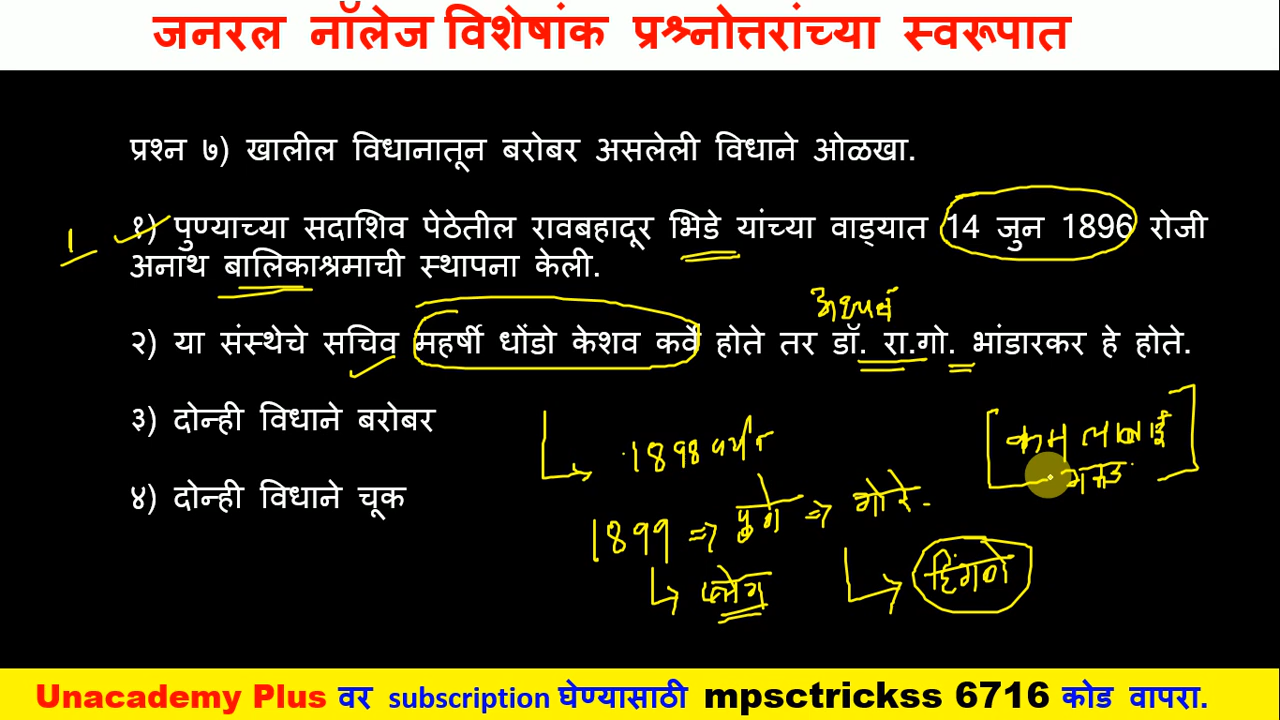 जनरल नॉलेज विशेषांक प्रश्नोत्तरांच्या स्वरूपात
प्रश्न ७) खालील विधानातून बरोबर असलेली विधाने ओळखा.
१) पुण्याच्या सदाशिव पेठेतील रावबहादूर भिडे यांच्या वाड्यात 14 जुन 1896 रोजी
1
अनाथ बालिकाश्रमाची स्थापना केली.
अध्यक्ष
२) या संस्थेचे सचिव महर्षी धोंडो केशव कर्वे होते तर डॉ. रा.गो. भांडारकर हे होते.
३) दोन्ही विधाने बरोबर
1898 पर्यंत
४) दोन्ही विधाने चूक
1899 ⇒ पुणे ⇒ गोरे
प्लेग
हिंगणे
Unacademy Plus वर subscription घेण्यासाठी mpsctrickss 6716 कोड वापरा.